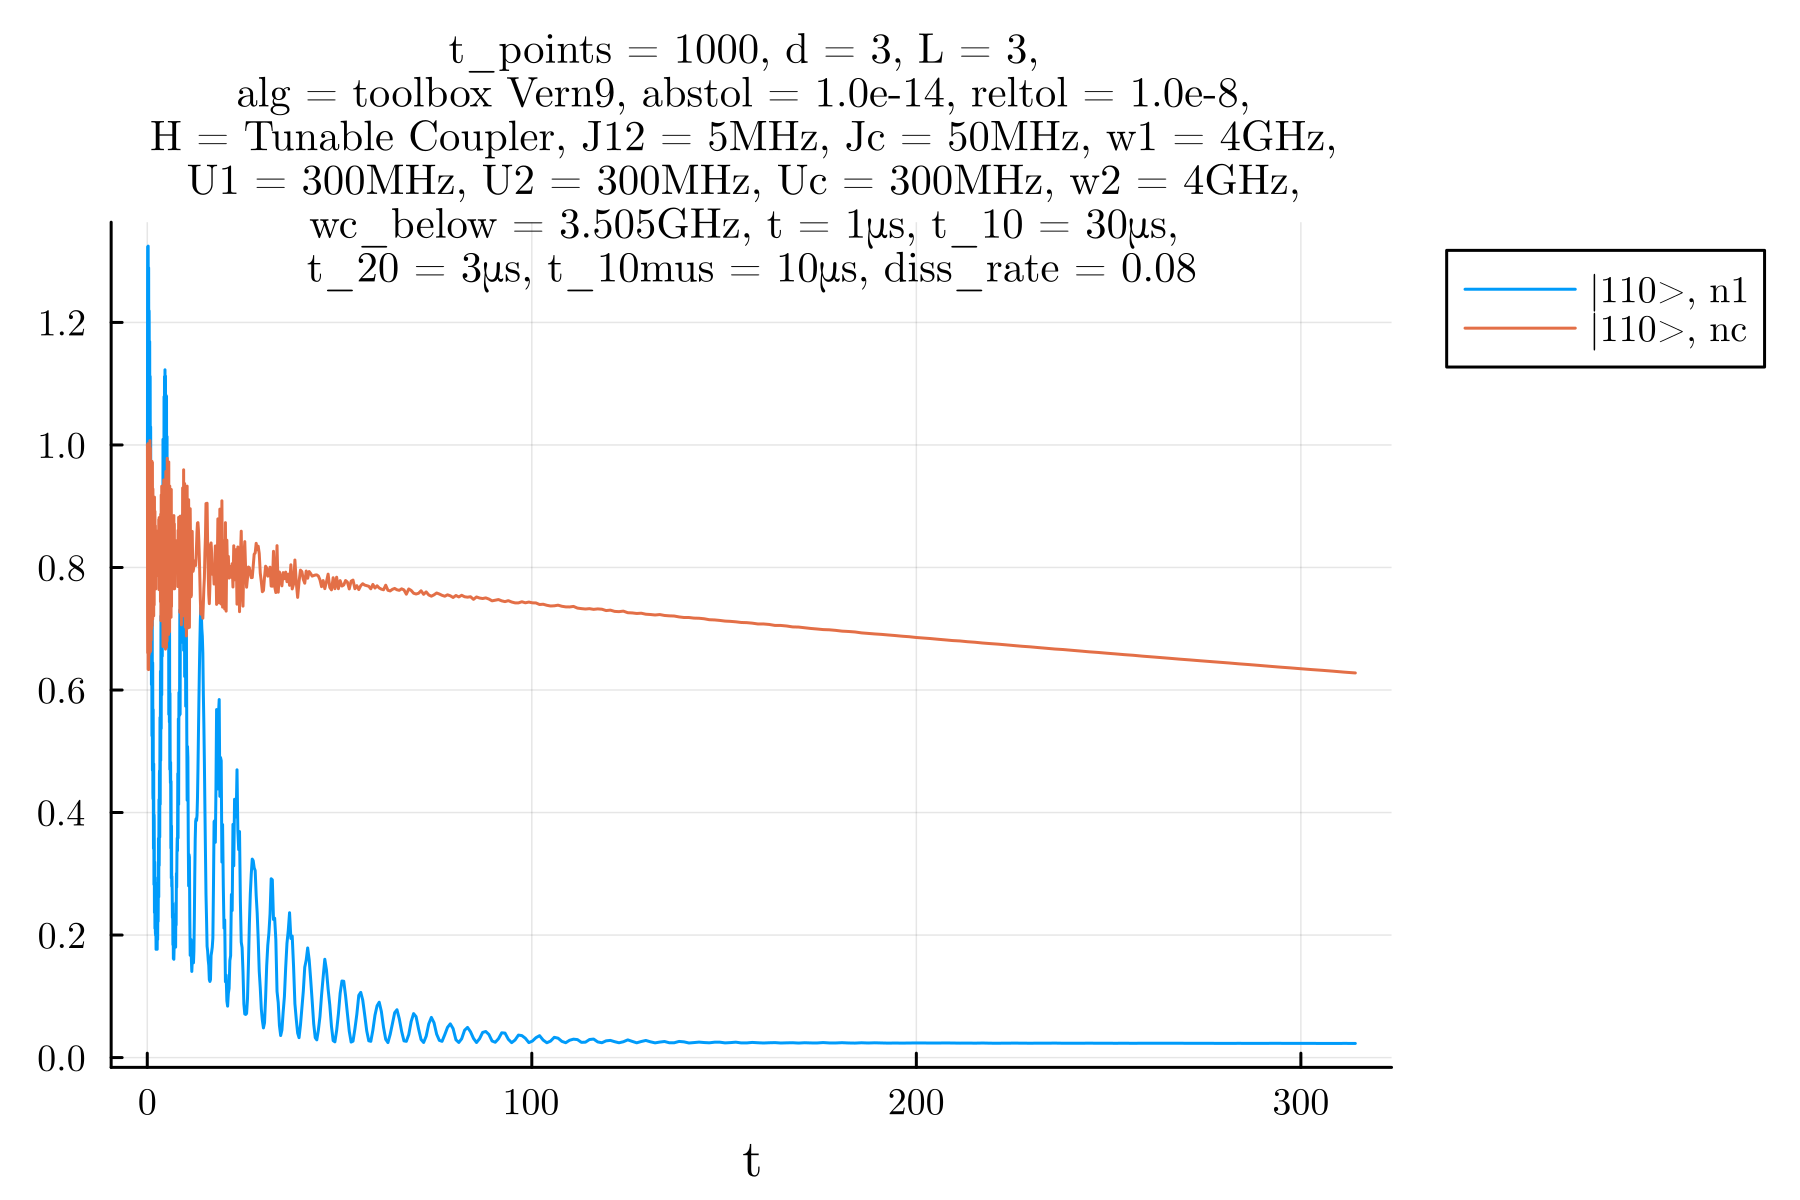 t_points = 1000, d = 3, L = 3,
alg = toolbox Vern9, abstol = 1.0e-14, reltol = 1.0e-8,
H = Tunable Coupler, J12 = 5MHz, Jc = 50MHz, w1 = 4GHz,
U1 = 300MHz, U2 = 300MHz, Uc = 300MHz, w2 = 4GHz,
wc_below = 3.505GHz, t = 1μs, t_10 = 30μs,
t_20 = 3μs, t_10mus = 10μs, diss_rate = 0.08
|110>, n1
|110>, nc
1.2
1.0
0.8
0.6
0.4
0.2
0.0
0 100 200 300
t